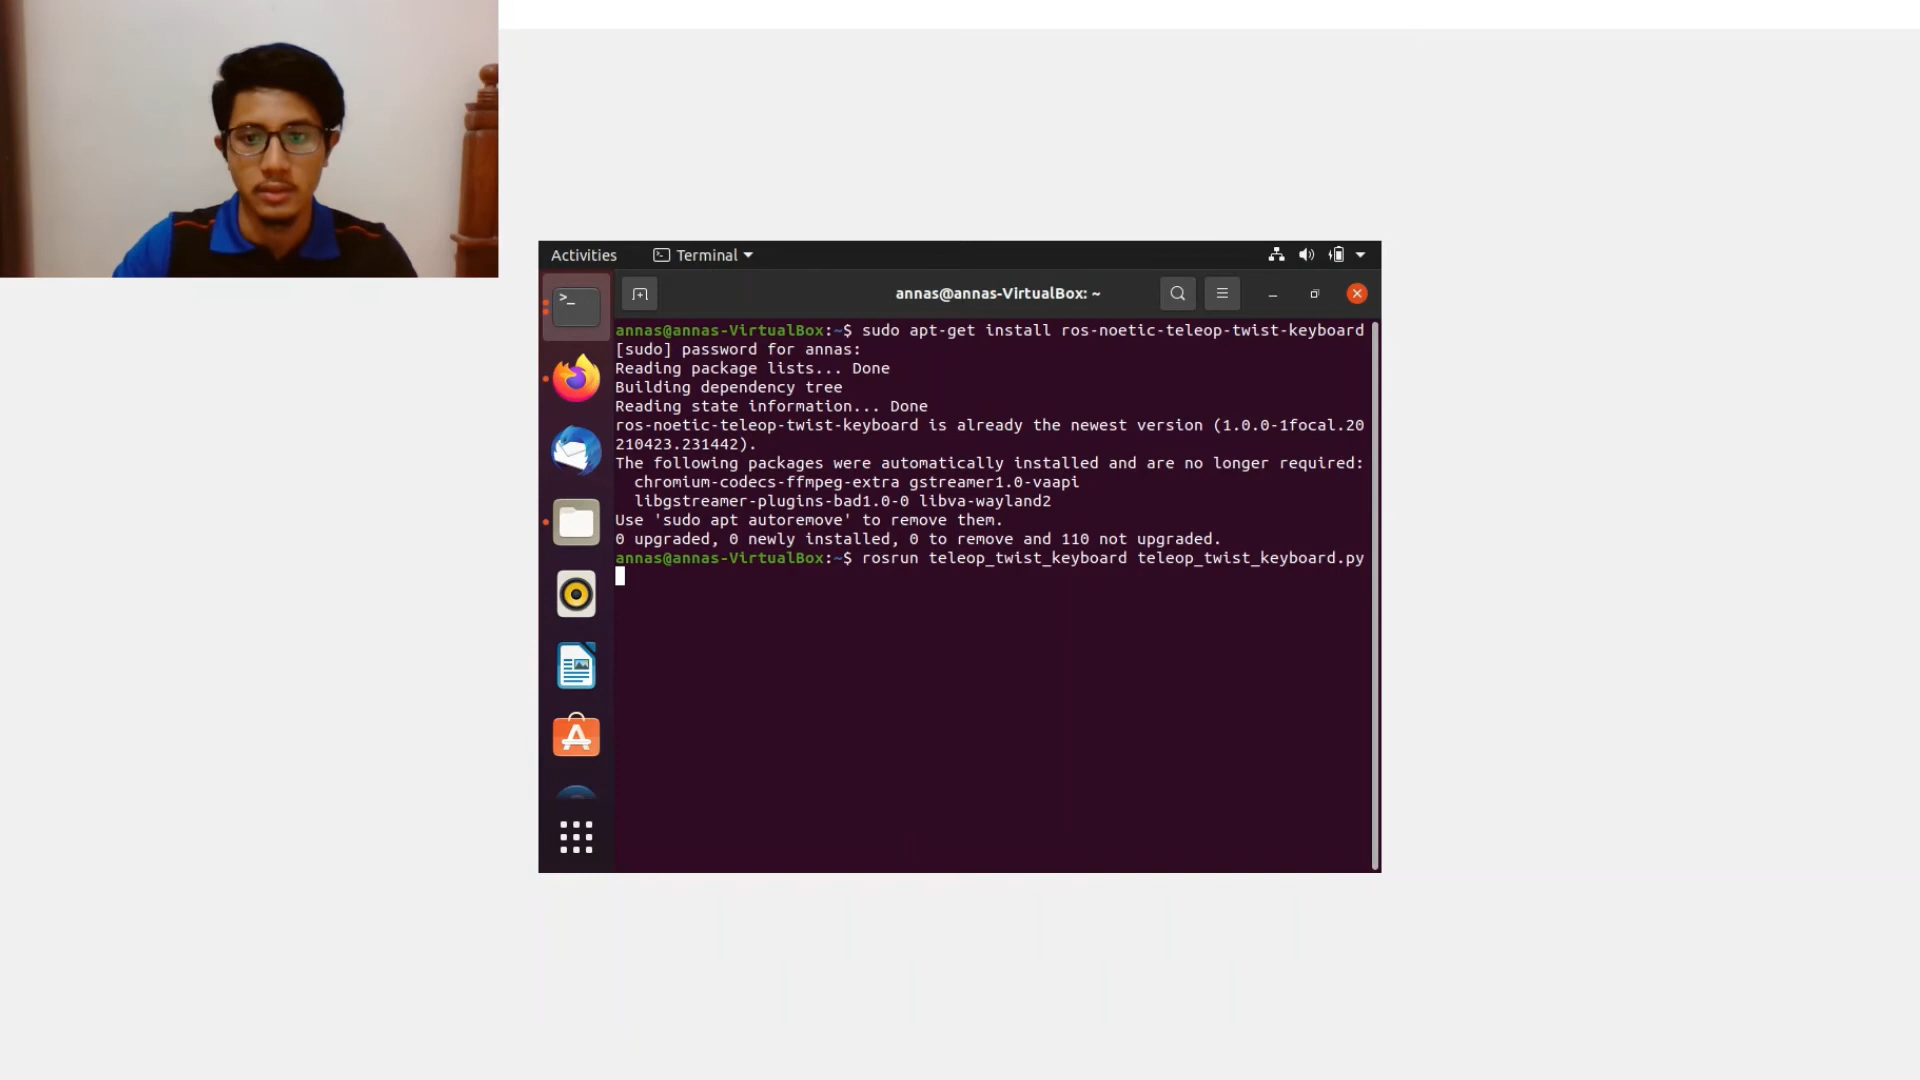 Activities
Terminal
annas@annas-VirtualBox: ~
annas@annas-VirtualBox:~$ sudo apt-get install ros-noetic-teleop-twist-keyboard
[sudo] password for annas:
Reading package lists... Done
Building dependency tree
Reading state information... Done
ros-noetic-teleop-twist-keyboard is already the newest version (1.0.0-1focal.20
210423.231442).
The following packages were automatically installed and are no longer required:
  chromium-codecs-ffmpeg-extra gstreamer1.0-vaapi
  libgstreamer-plugins-bad1.0-0 libva-wayland2
Use 'sudo apt autoremove' to remove them.
0 upgraded, 0 newly installed, 0 to remove and 110 not upgraded.
annas@annas-VirtualBox:~$ rosrun teleop_twist_keyboard teleop_twist_keyboard.py